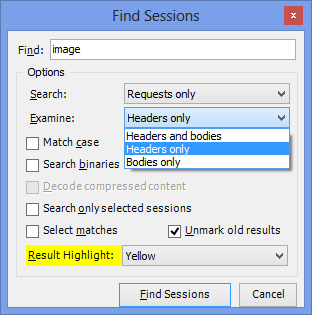 Find Sessions
x
Find: image
Options
Search: Requests only
Examine: Headers only
Headers and bodies
Headers only
Bodies only
Match case
Search binaries
Decode compressed content
Search only selected sessions
Select matches Unmark old results
Result Highlight: Yellow
Find Sessions Cancel